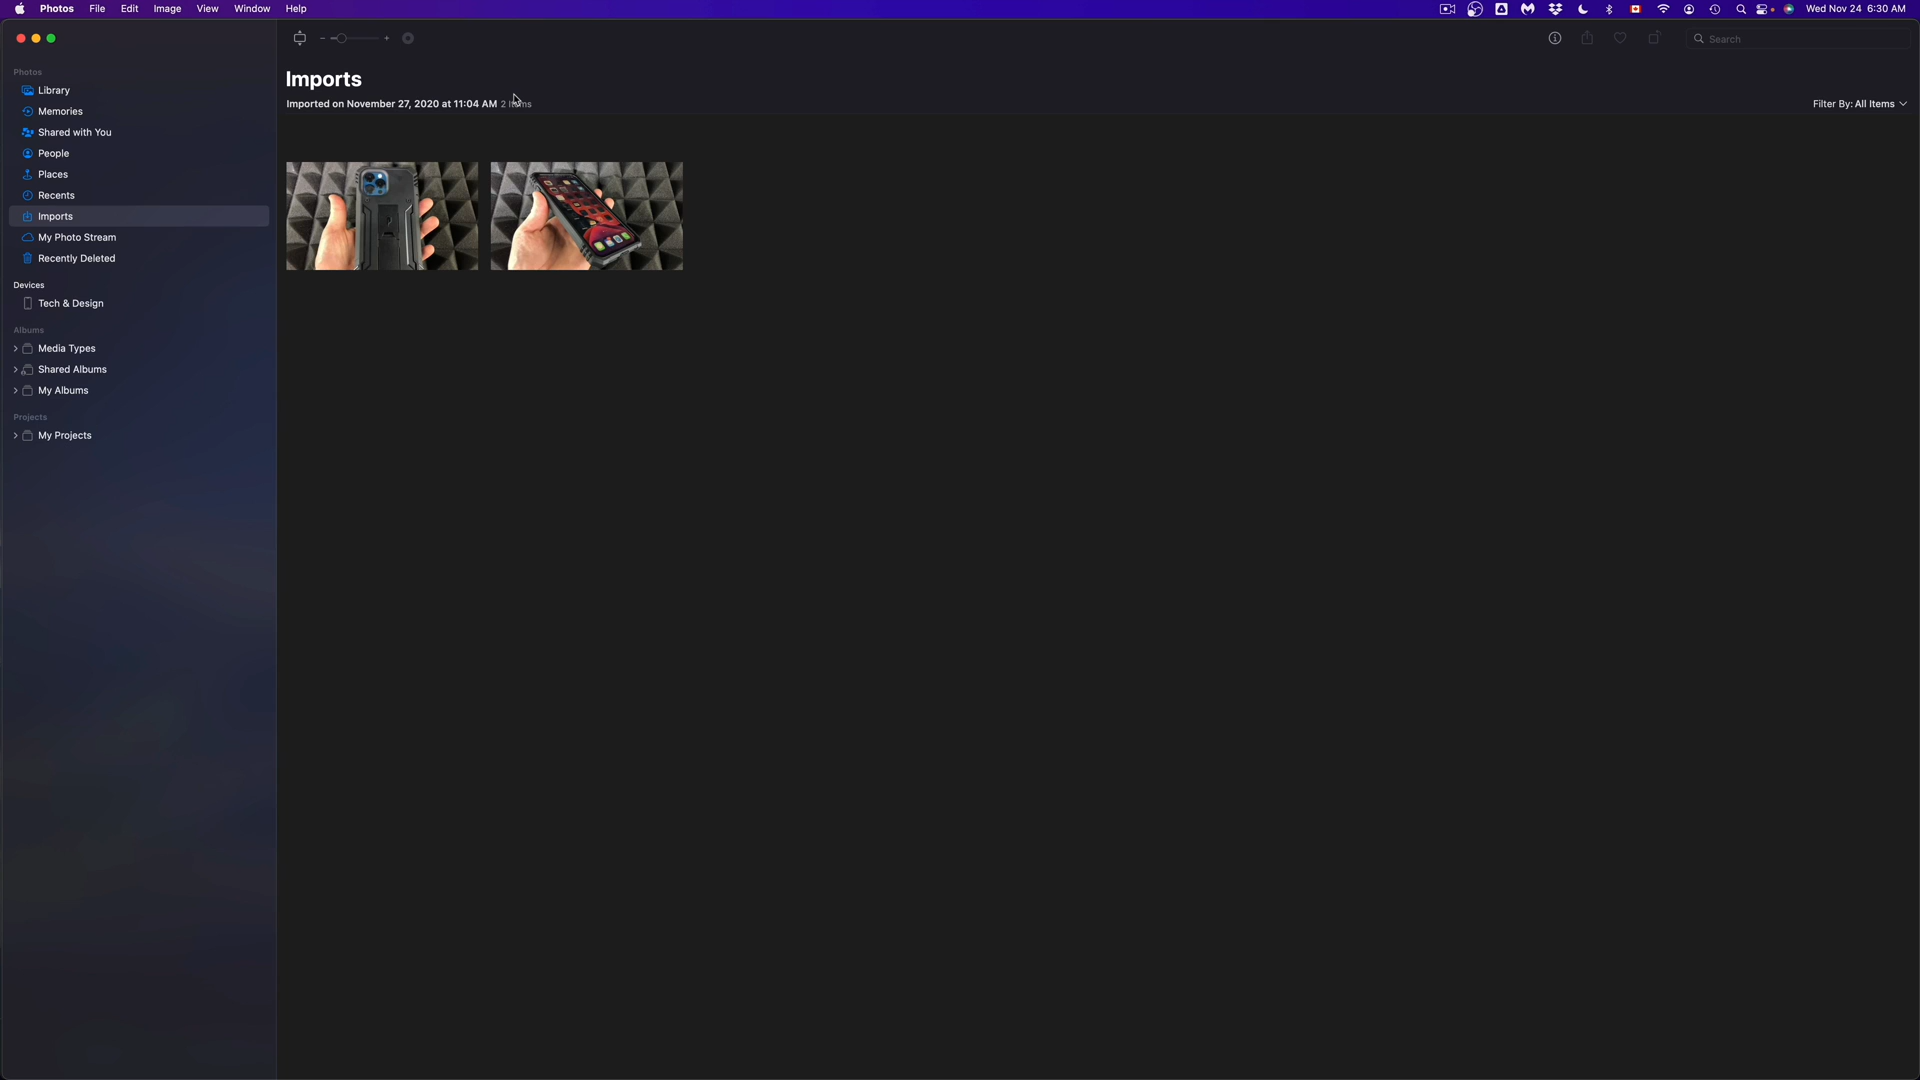 Photos File Edit Image View Window Help
Wed Nov 24 6:30 AM
Search
Photos
Library
Memories
Shared with You
People
Places
Recents
Imports
My Photo Stream
Recently Deleted
Devices
Tech & Design
Albums
Media Types
Shared Albums
My Albums
Projects
My Projects
Imports
Imported on November 27, 2020 at 11:04 AM 2 Items
Filter By: All Items